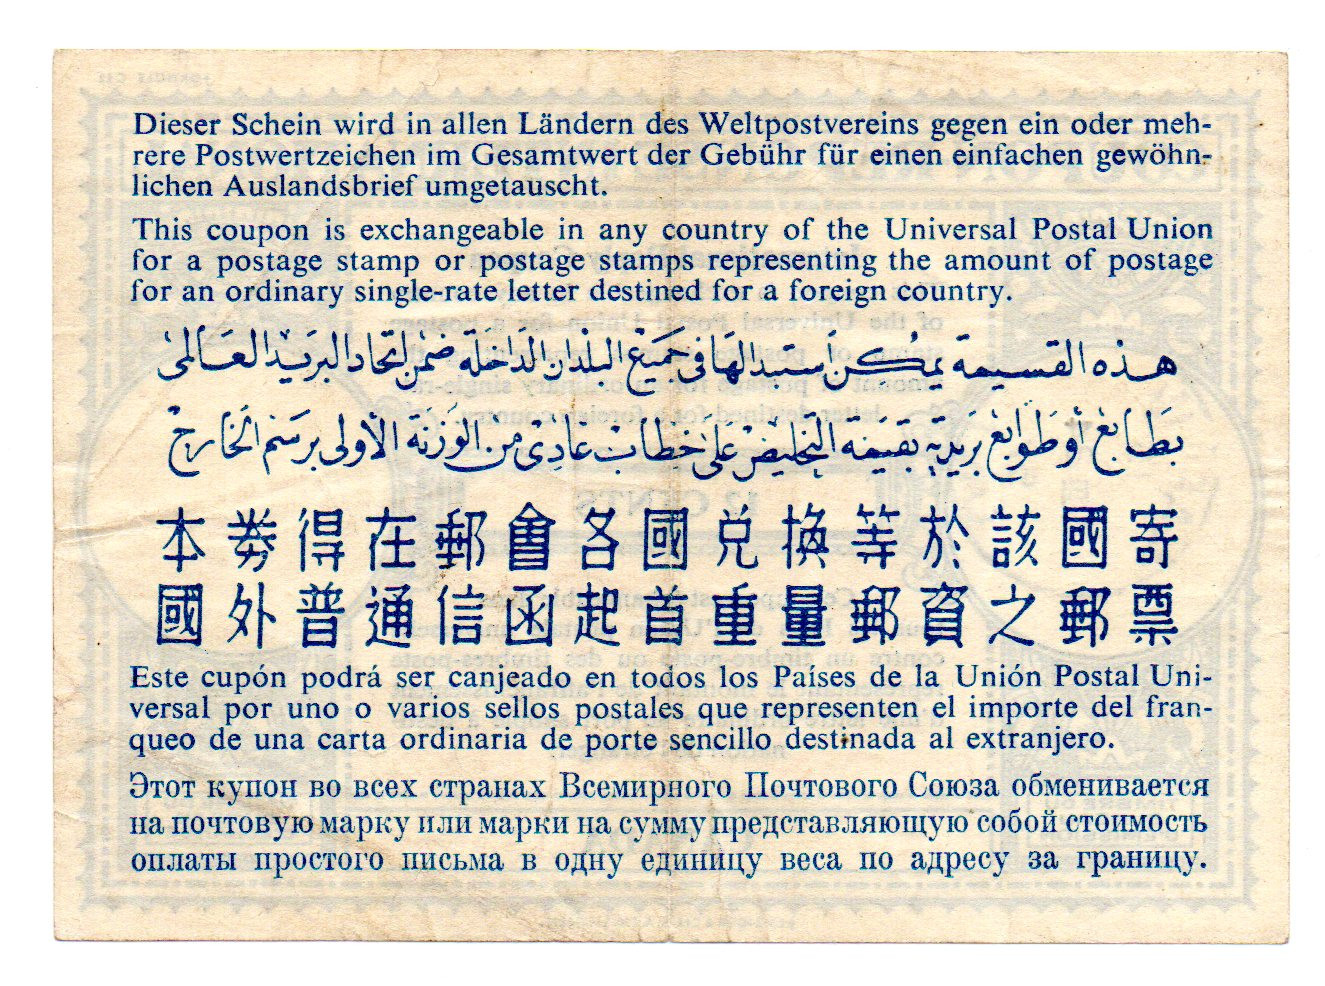 Dieser Schein wird in allen Ländern des Weltpostvereins gegen ein oder meh-
rere Postwertzeichen im Gesamtwert der Gebühr für einen einfachen gewöhn-
lichen Auslandsbrief umgetauscht.
This coupon is exchangeable in any country of the Universal Postal Union
for a postage stamp or postage stamps representing the amount of postage
for an ordinary single-rate letter destined for a foreign country.
هذه القسيمة يمكن استبدالها في جميع البلدان الداخلة ضمن اتحاد البريد العالمي
بطابع أو طوابع بريدية بقيمة التخليص على خطاب عادي من الوزنة الأولى برسم الخارج
本券得在郵會各國兌換等於該國寄
國外普通信函起首重量郵資之郵票
Este cupón podrá ser canjeado en todos los Países de la Unión Postal Uni-
versal por uno o varios sellos postales que representen el importe del fran-
queo de una carta ordinaria de porte sencillo destinada al extranjero.
Этот купон во всех странах Всемирного Почтового Союза обменивается
на почтовую марку или марки на сумму представляющую собой стоимость
оплаты простого письма в одну единицу веса по адресу за границу.